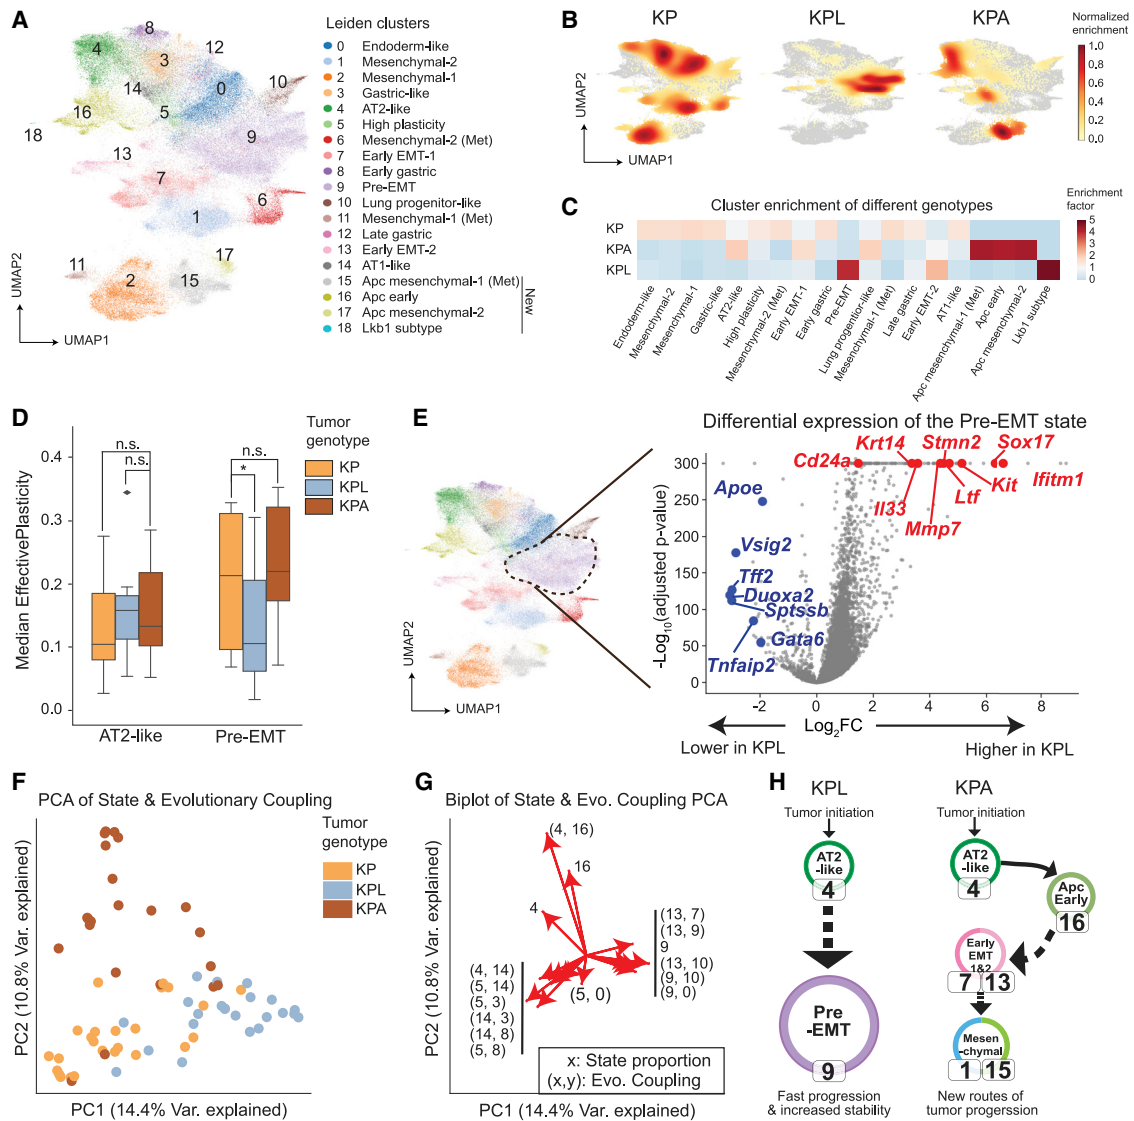 A
Leiden clusters
0 Endoderm-like
1 Mesenchymal-2
2 Mesenchymal-1
3 Gastric-like
4 AT2-like
5 High plasticity
6 Mesenchymal-2 (Met)
7 Early EMT-1
8 Early gastric
9 Pre-EMT
10 Lung progenitor-like
11 Mesenchymal-1 (Met)
12 Late gastric
13 Early EMT-2
14 AT1-like
15 Apc mesenchymal-1 (Met)
16 Apc early
17 Apc mesenchymal-2
18 Lkb1 subtype
New
8
4
12
3
0
10
14
16
5
18
9
13
7
6
1
17
11
2
15
UMAP2
UMAP1
B
KP
KPL
KPA
Normalized
enrichment
1.0
0.8
0.6
0.4
0.2
0.0
UMAP2
UMAP1
C
Cluster enrichment of different genotypes
Enrichment
factor
5
4
3
2
1
0
KP
KPA
KPL
Endoderm-like
Mesenchymal-2
Mesenchymal-1
Gastric-like
AT2-like
High plasticity
Mesenchymal-2 (Met)
Early EMT-1
Early gastric
Pre-EMT
Lung progenitior-like
Mesenchymal-1 (Met)
Late gastric
Early EMT-2
AT1-like
Apc mesenchymal-1 (Met)
Apc early
Apc mesenchymal-2
Lkb1 subtype
D
Tumor
genotype
KP
KPL
KPA
n.s.
n.s.
n.s.
*
Median EffectivePlasticity
0.4
0.3
0.2
0.1
0.0
AT2-like
Pre-EMT
E
UMAP2
UMAP1
Differential expression of the Pre-EMT state
Krt14
Stmn2
Sox17
Cd24a
Ifitm1
Il33
Mmp7
Ltf
Kit
Apoe
Vsig2
Tff2
Duoxa2
Sptssb
Gata6
Tnfaip2
-Log10(adjusted p-value)
300
250
200
150
100
50
0
-2
0
2
4
6
8
Log2FC
Lower in KPL
Higher in KPL
F
PCA of State & Evolutionary Coupling
Tumor
genotype
KP
KPL
KPA
PC2 (10.8% Var. explained)
PC1 (14.4% Var. explained)
G
Biplot of State & Evo. Coupling PCA
(4, 16)
16
4
(13, 7)
(13, 9)
9
(13, 10)
(9, 10)
(9, 0)
(4, 14)
(5, 14)
(5, 3)
(14, 3)
(14, 8)
(5, 8)
(5, 0)
x: State proportion
(x,y): Evo. Coupling
PC2 (10.8% Var. explained)
PC1 (14.4% Var. explained)
H
KPL
Tumor initiation
AT2
-like
4
Pre
-EMT
9
Fast progression
& increased stability
KPA
Tumor initiation
AT2
-like
4
Apc
Early
16
Early
EMT
1&2
7 13
Mesen
-chymal
1 15
New routes of
tumor progerssion